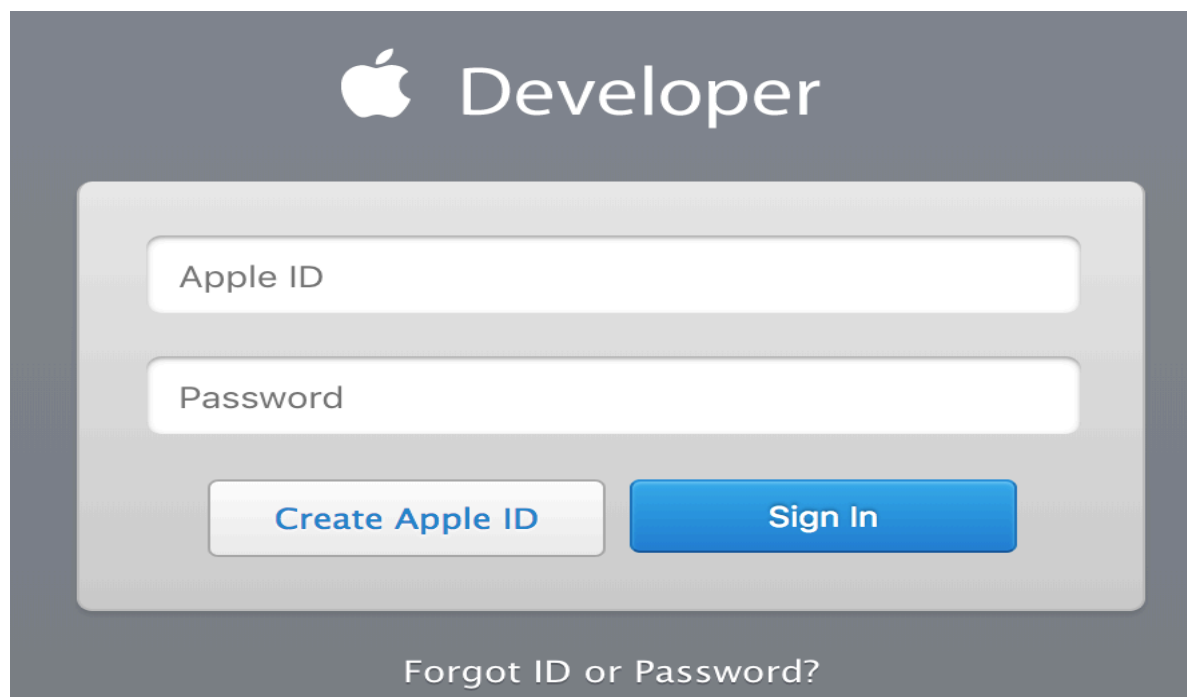 Developer
Apple ID
Password
Create Apple ID Sign In
Forgot ID or Password?